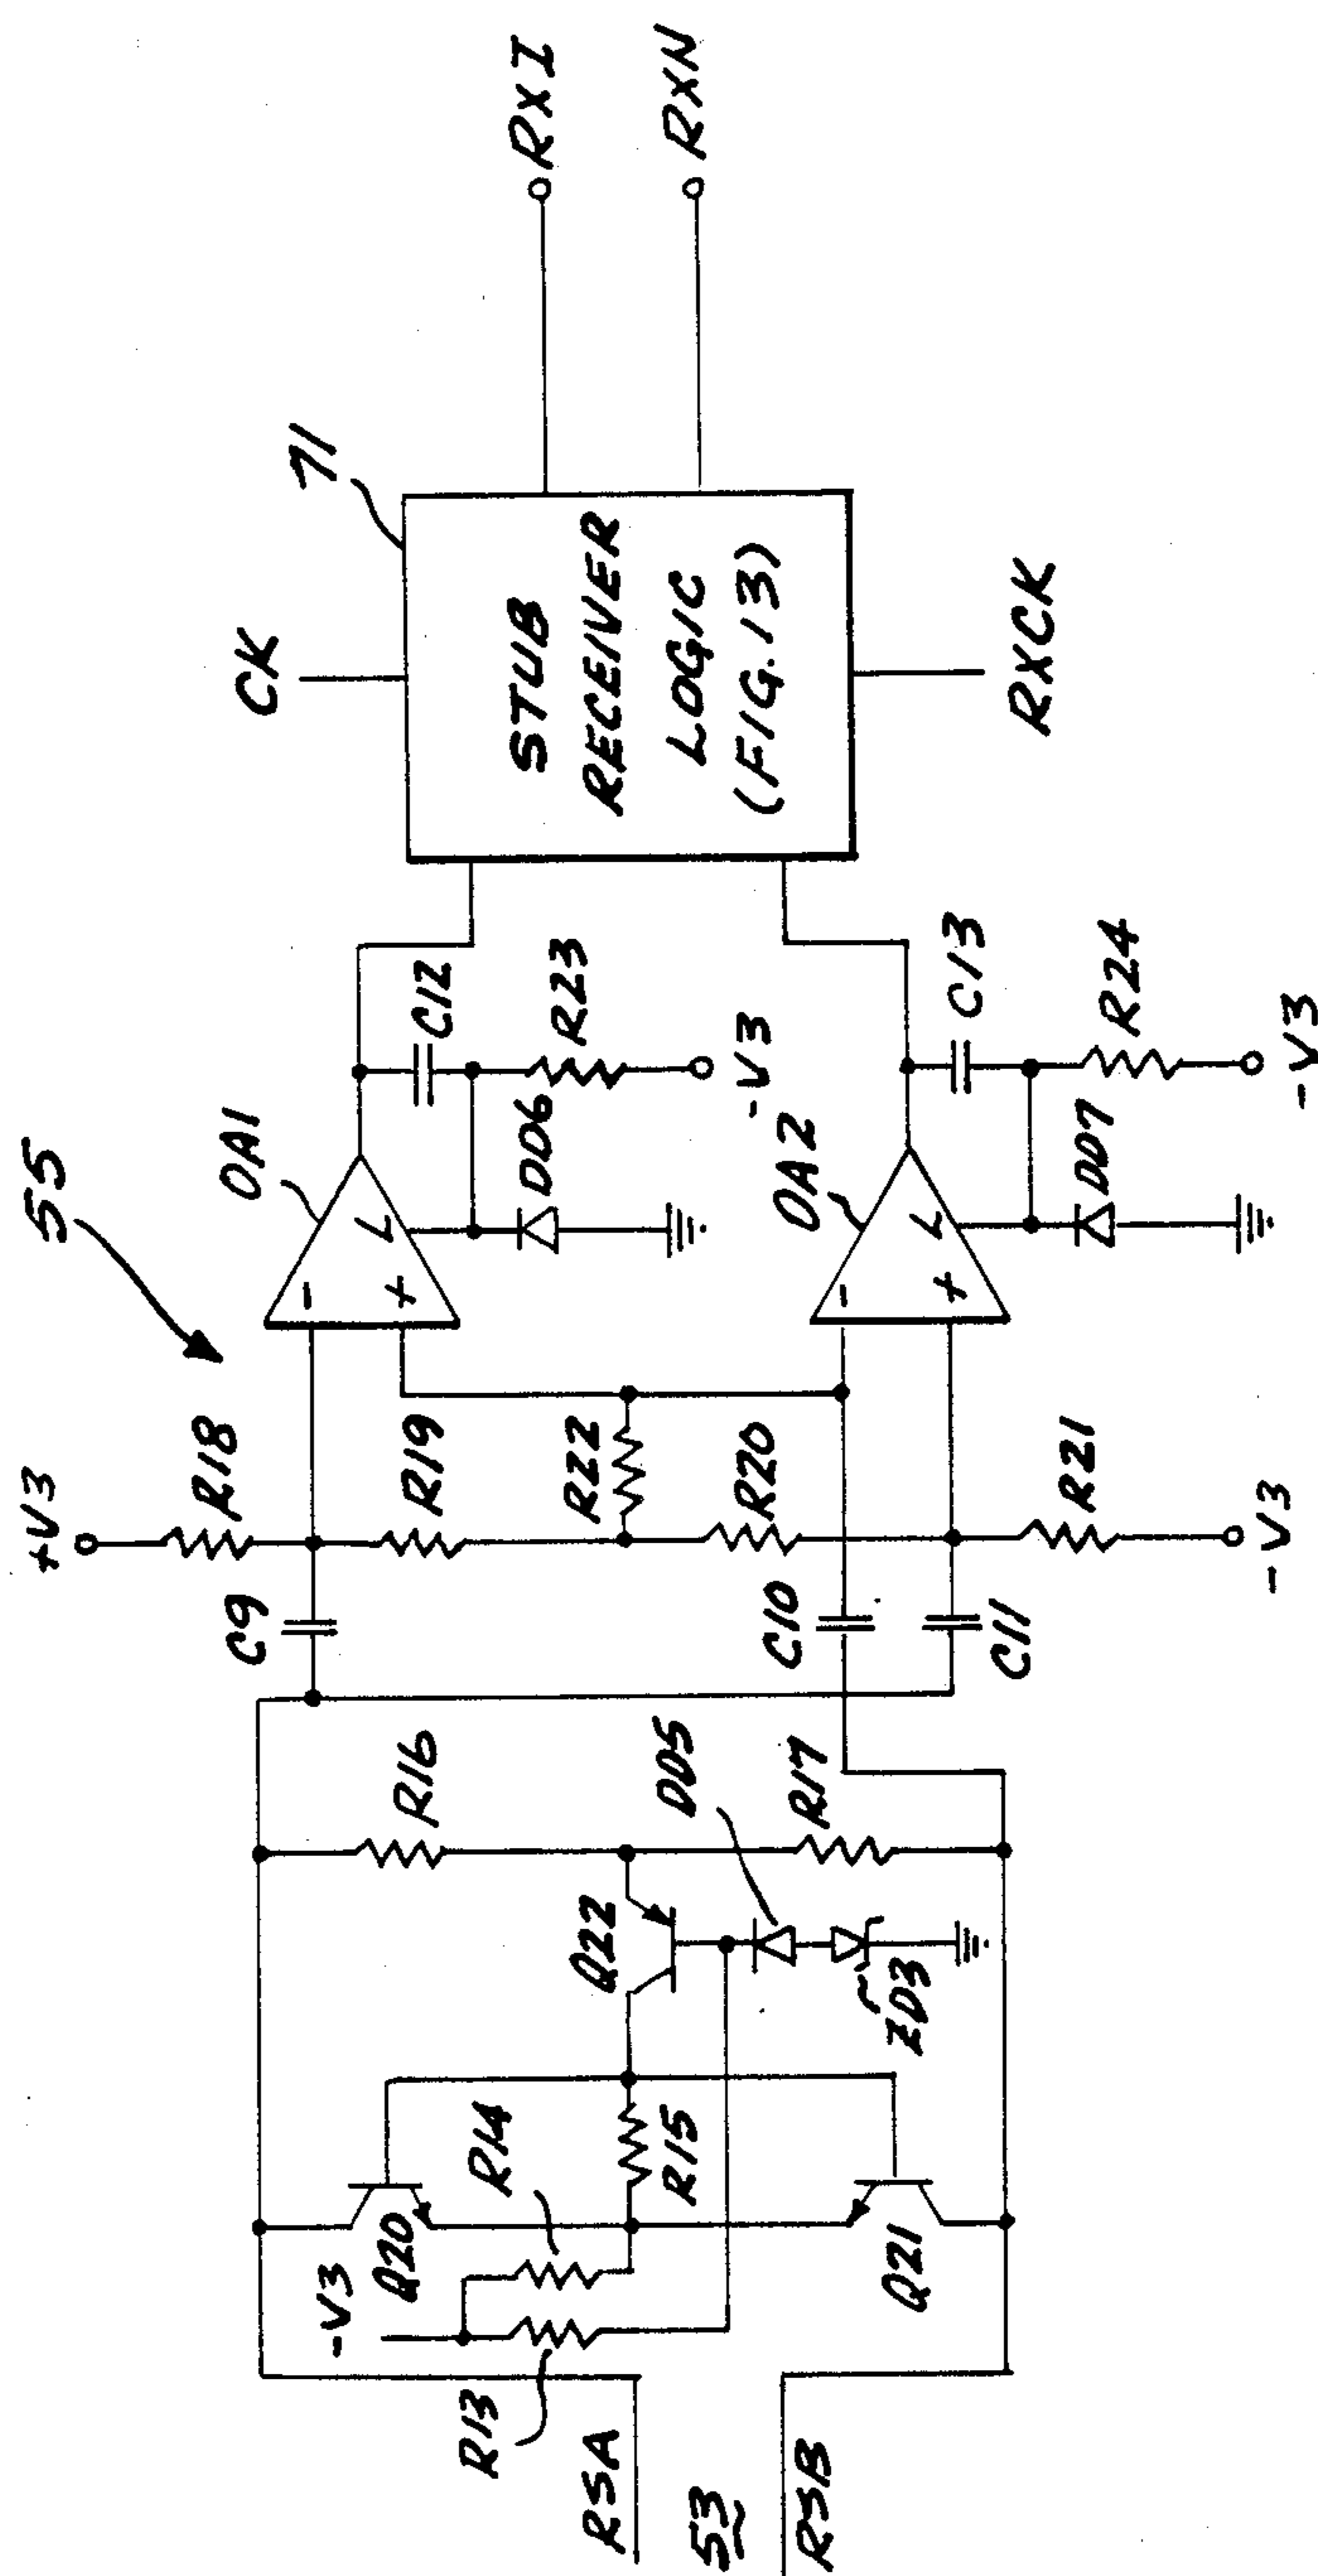 55
+V3
R18
C9
R16
R19
R22
R20
R21
-V3
C10
C11
R17
DD5
Q22
ZD3
R14
R15
Q20
-V3
R13
Q21
RSA
53
RSB
OA1
-
+
L
C12
R23
DD6
-V3
OA2
-
+
L
C13
R24
DD7
-V3
CK
71
STUB
RECEIVER
LOGIC
(FIG.13)
RXCK
RXI
RXN